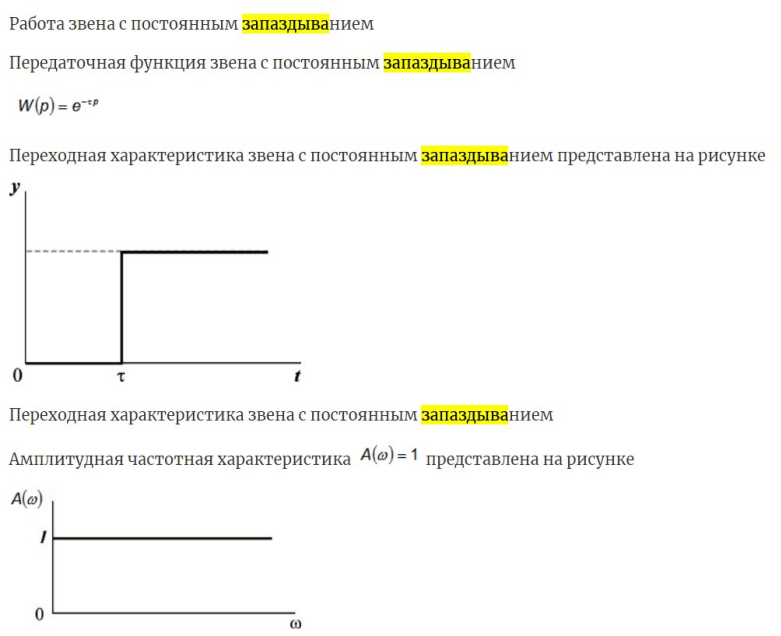 Работа звена с постоянным запаздыванием
Передаточная функция звена с постоянным запаздыванием
W(p) = e^{-τp}
Переходная характеристика звена с постоянным запаздыванием представлена на рисунке
y
0
τ
t
Переходная характеристика звена с постоянным запаздыванием
Амплитудная частотная характеристика A(ω) = 1 представлена на рисунке
A(ω)
1
0
ω